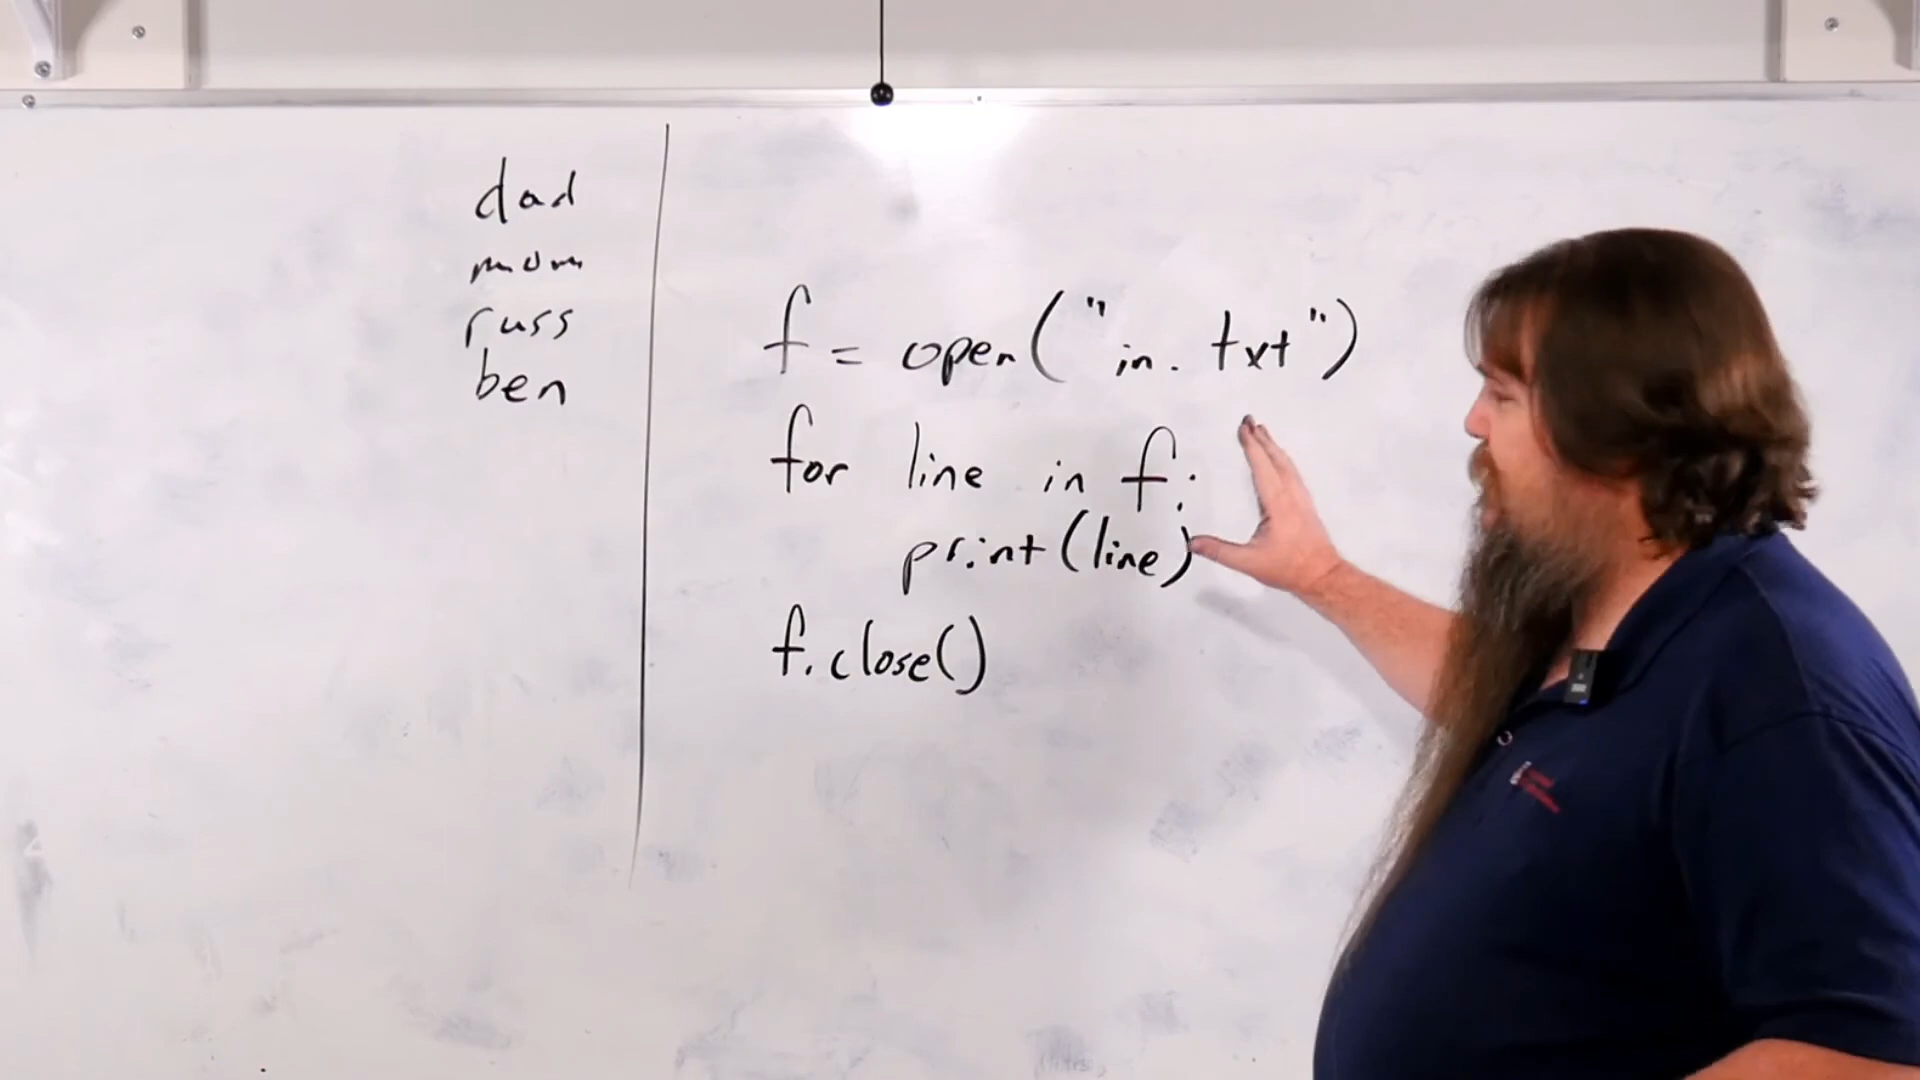 dad
mom
russ
ben
f = open("in.txt")
for line in f:
print(line)
f.close()